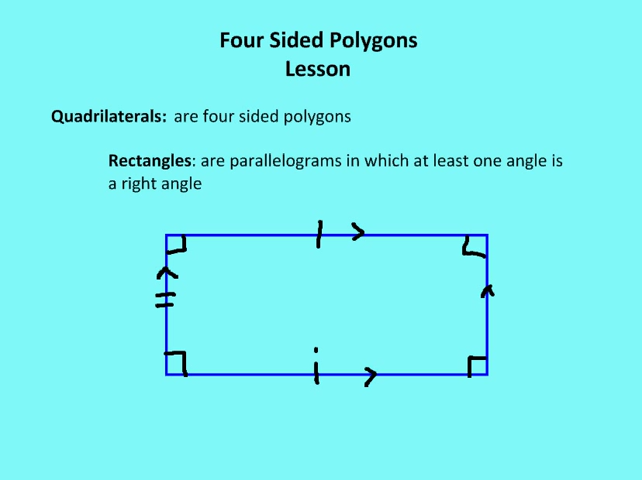 Four Sided Polygons
Lesson
Quadrilaterals: are four sided polygons
Rectangles: are parallelograms in which at least one angle is
a right angle